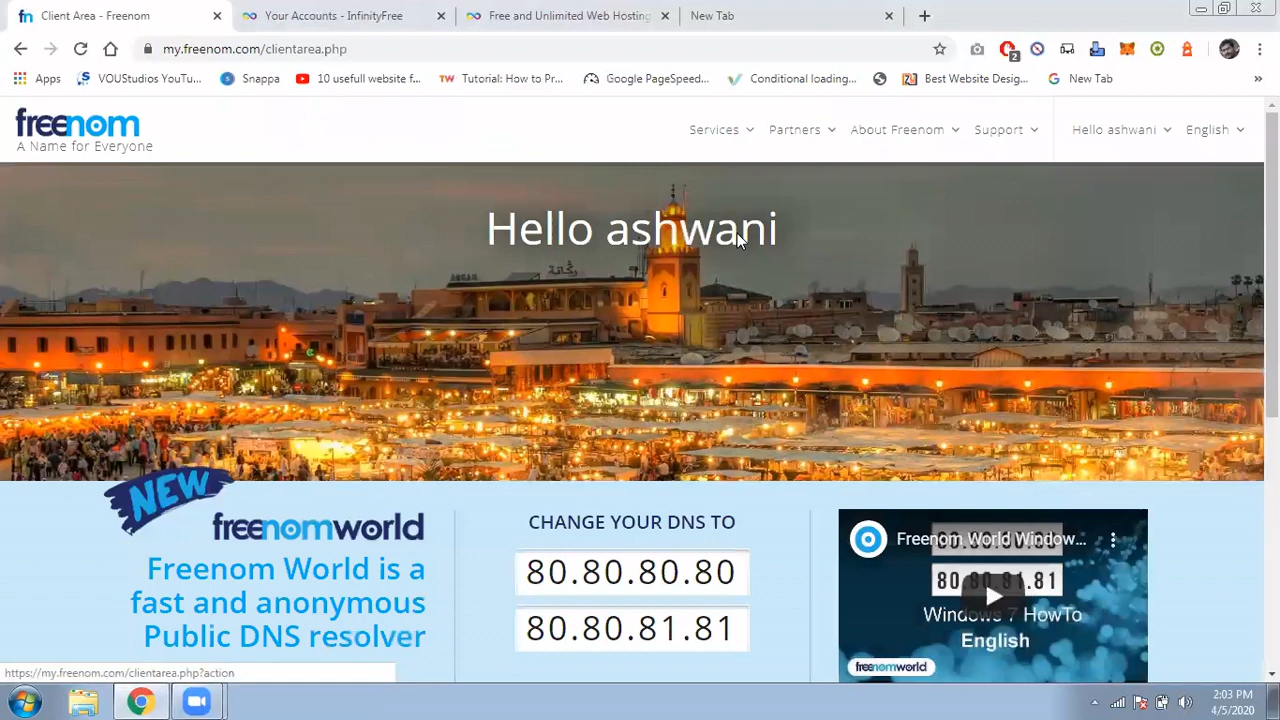 Client Area - Freenom
Your Accounts - InfinityFree
Free and Unlimited Web Hosting
New Tab
my.freenom.com/clientarea.php
2
Apps
VOUStudios YouTu...
Snappa
10 usefull website f...
TW Tutorial: How to Pr...
Google PageSpeed...
Conditional loading...
Best Website Desig...
New Tab
»
freenom
A Name for Everyone
Services
Partners
About Freenom
Support
Hello ashwani
English
Hello ashwani
NEW
freenomworld
Freenom World is a
fast and anonymous
Public DNS resolver
CHANGE YOUR DNS TO
80.80.80.80
80.80.81.81
Freenom World Window...
80.80.81.81
Windows 7 HowTo
English
freenomworld
https://my.freenom.com/clientarea.php?action
2:03 PM
4/5/2020